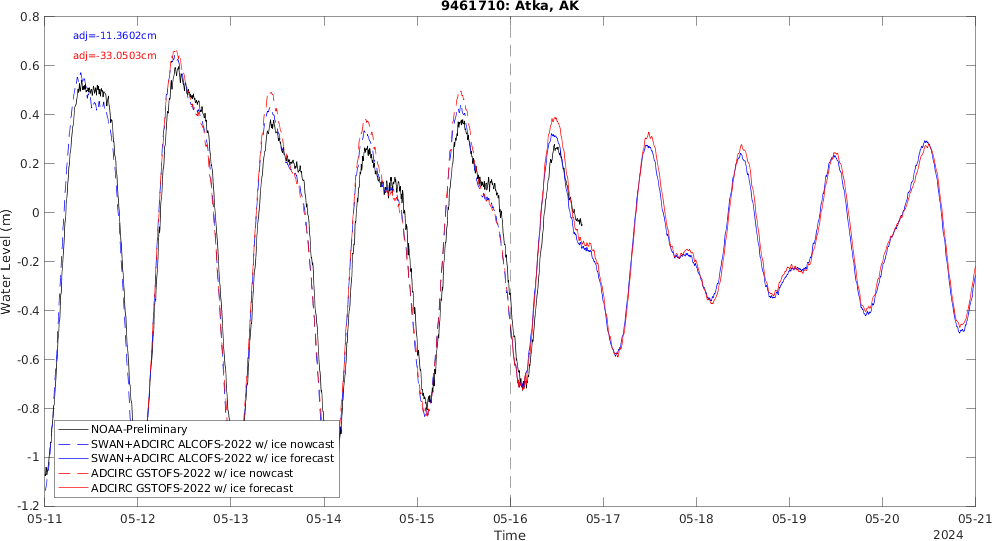 9461710: Atka, AK
adj=-11.3602cm
adj=-33.0503cm
0.8
0.6
0.4
0.2
0
-0.2
-0.4
-0.6
-0.8
-1
-1.2
Water Level (m)
NOAA-Preliminary
SWAN+ADCIRC ALCOFS-2022 w/ ice nowcast
SWAN+ADCIRC ALCOFS-2022 w/ ice forecast
ADCIRC GSTOFS-2022 w/ ice nowcast
ADCIRC GSTOFS-2022 w/ ice forecast
05-11 05-12 05-13 05-14 05-15 05-16 05-17 05-18 05-19 05-20 05-21
Time
2024